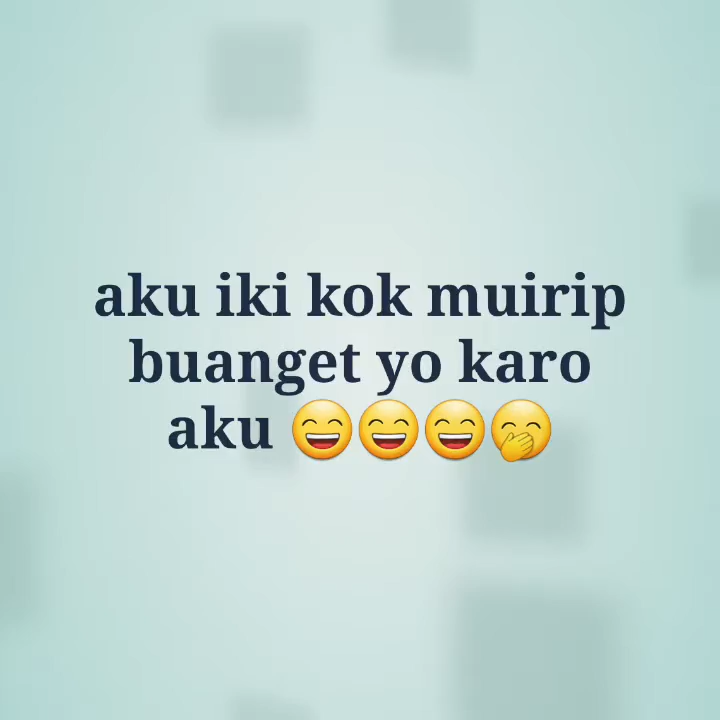 aku iki kok muirip
buanget yo karo
aku 😄😄😄🤭